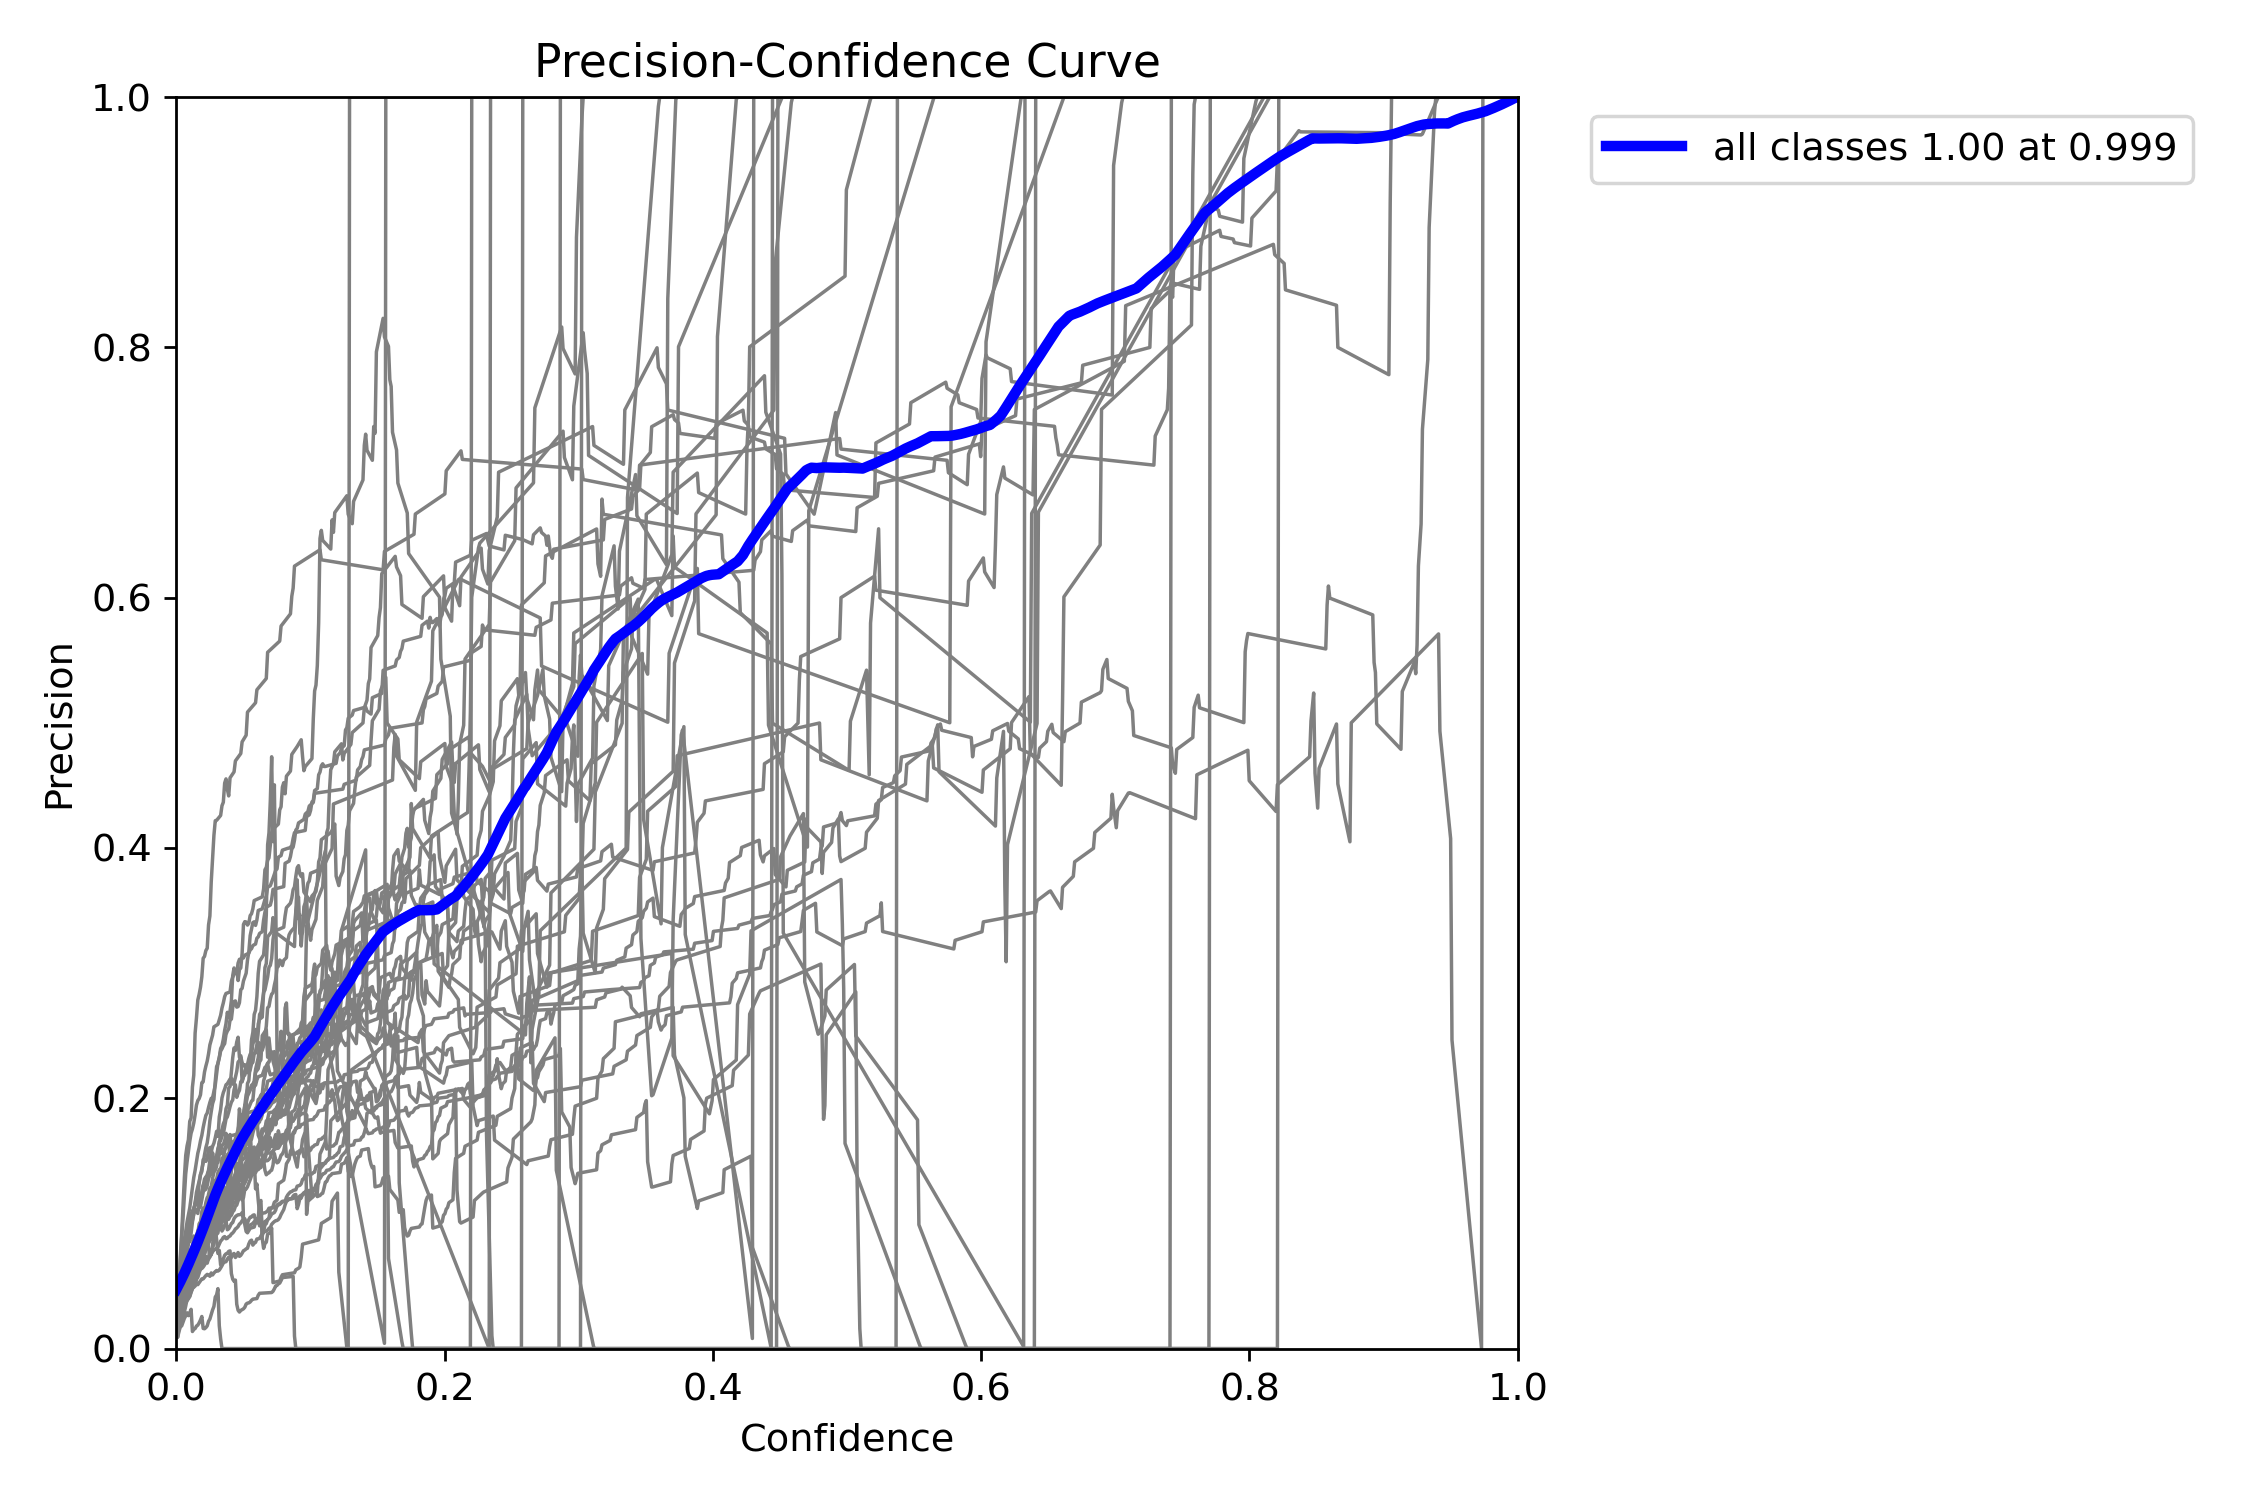 Precision-Confidence Curve
all classes 1.00 at 0.999
1.0
0.8
0.6
0.4
0.2
0.0
Precision
0.0 0.2 0.4 0.6 0.8 1.0
Confidence